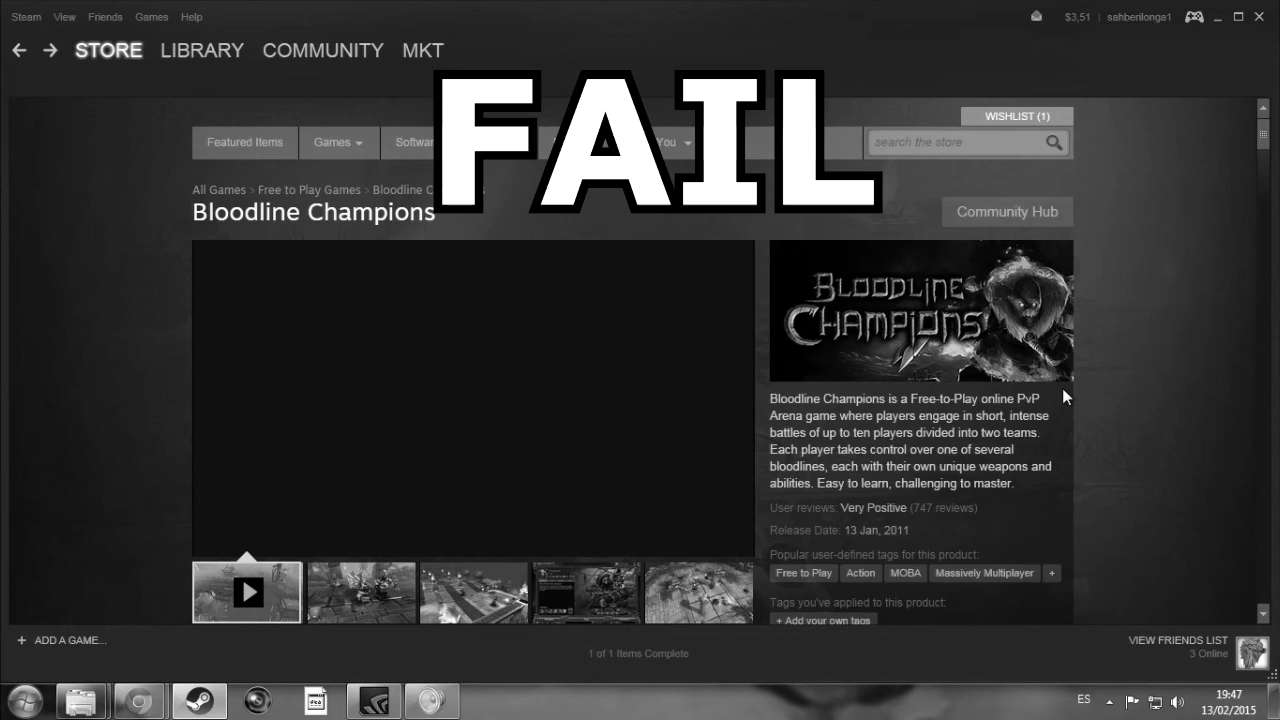 Steam View Friends Games Help
$3,51 | sahberilonga1
STORE LIBRARY COMMUNITY MKT
FAIL
WISHLIST (1)
Featured Items Games You search the store
All Games > Free to Play Games >
Bloodline Champions
Community Hub
BLOODLINE
CHAMPIONS
Bloodline Champions is a Free-to-Play online PvP
Arena game where players engage in short, intense
battles of up to ten players divided into two teams.
Each player takes control over one of several
bloodlines, each with their own unique weapons and
abilities. Easy to learn, challenging to master.
User reviews: Very Positive (747 reviews)
Release Date: 13 Jan, 2011
Popular user-defined tags for this product:
Free to Play Action MOBA Massively Multiplayer +
Tags you've applied to this product:
+ Add your own tags
+ ADD A GAME...
1 of 1 Items Complete
VIEW FRIENDS LIST
3 Online
ES
19:47
13/02/2015